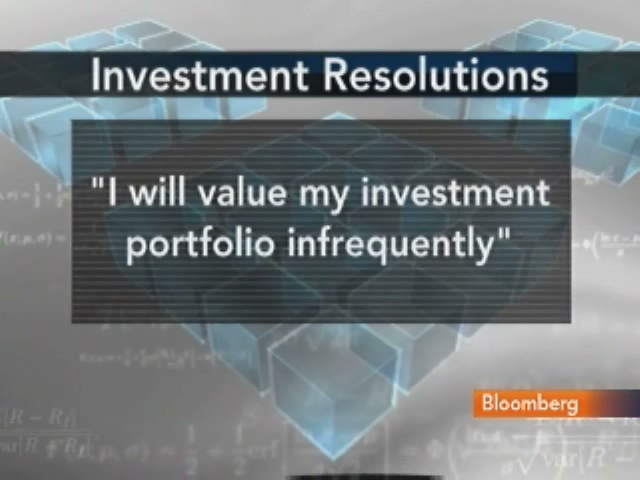 Investment Resolutions
"I will value my investment
portfolio infrequently"
Bloomberg